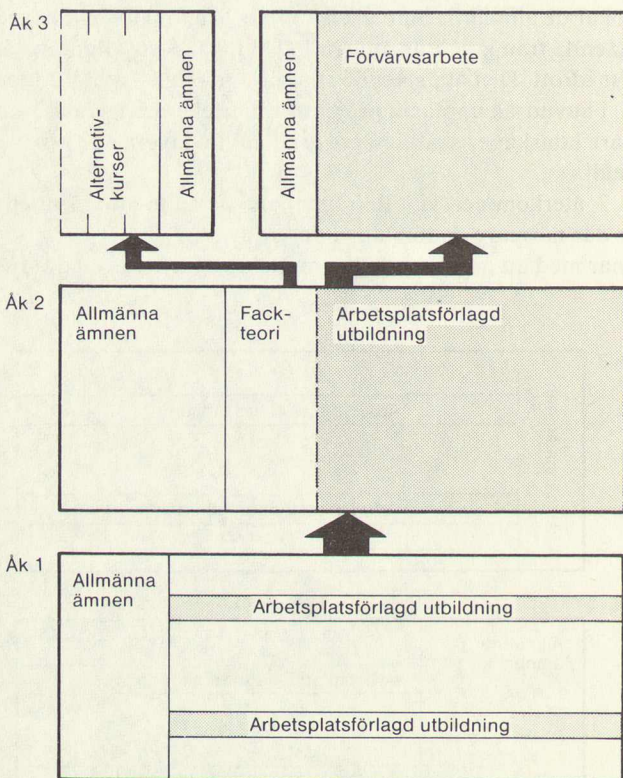 Åk 3
Alternativ-
kurser
Allmänna ämnen
Allmänna ämnen
Förvärvsarbete
Åk 2
Allmänna
ämnen
Fack-
teori
Arbetsplatsförlagd
utbildning
Åk 1
Allmänna
ämnen
Arbetsplatsförlagd utbildning
Arbetsplatsförlagd utbildning